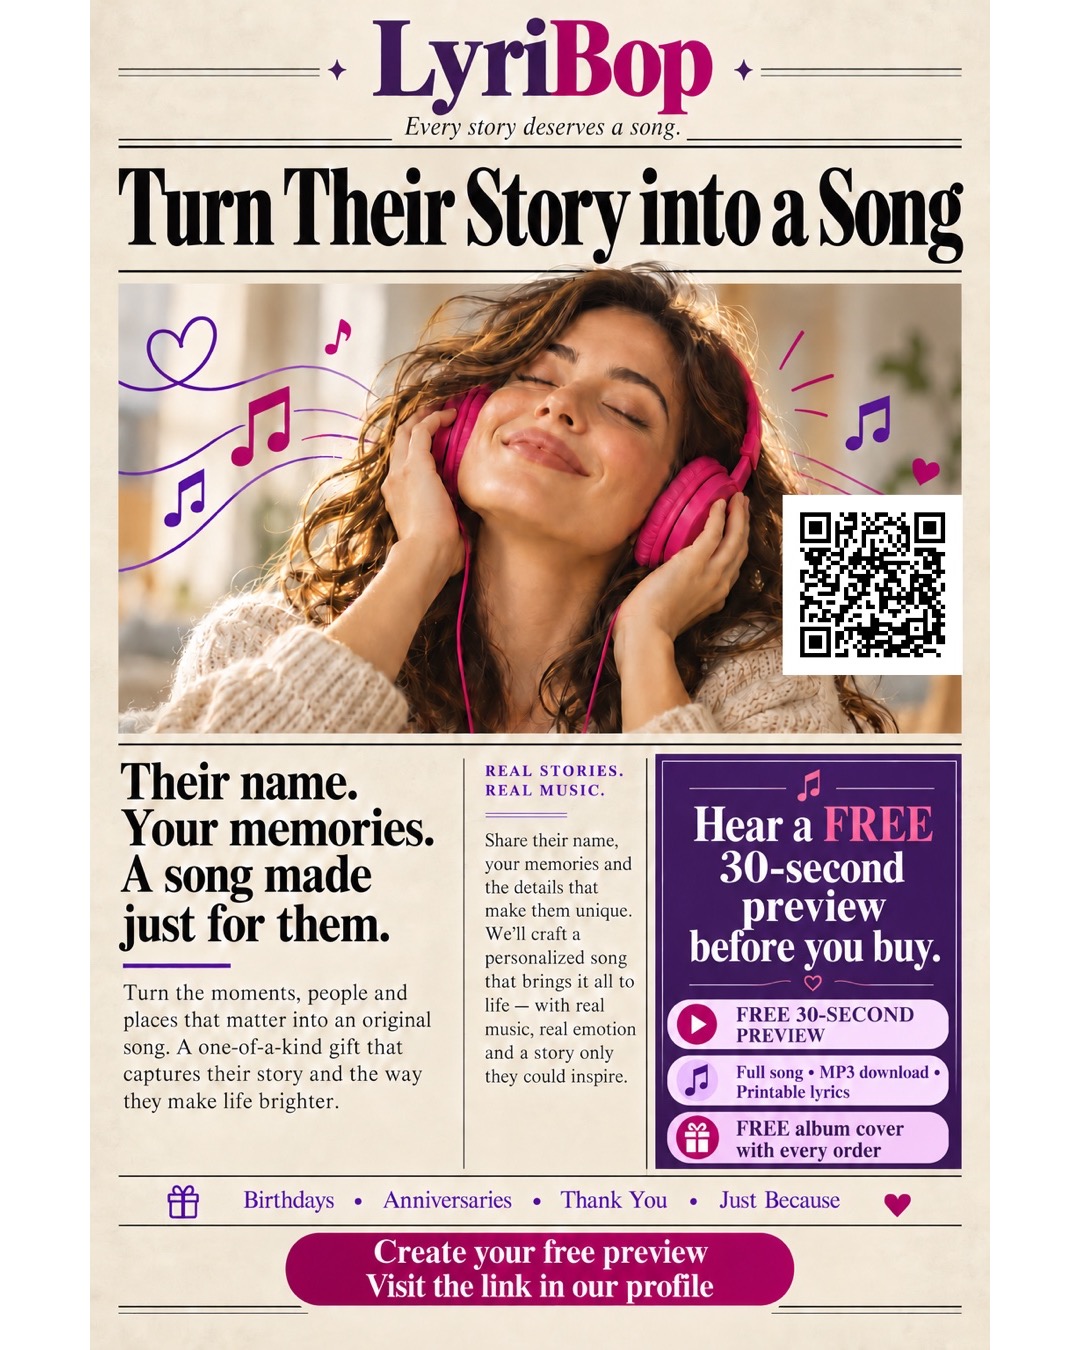 LyriBop
Every story deserves a song.
Turn Their Story into a Song
Their name.
Your memories.
A song made
just for them.
Turn the moments, people and
places that matter into an original
song. A one-of-a-kind gift that
captures their story and the way
they make life brighter.
REAL STORIES.
REAL MUSIC.
Share their name,
your memories and
the details that
make them unique.
We’ll craft a
personalized song
that brings it all to
life — with real
music, real emotion
and a story only
they could inspire.
Hear a FREE
30-second
preview
before you buy.
FREE 30-SECOND
PREVIEW
Full song • MP3 download •
Printable lyrics
FREE album cover
with every order
Birthdays • Anniversaries • Thank You • Just Because
Create your free preview
Visit the link in our profile